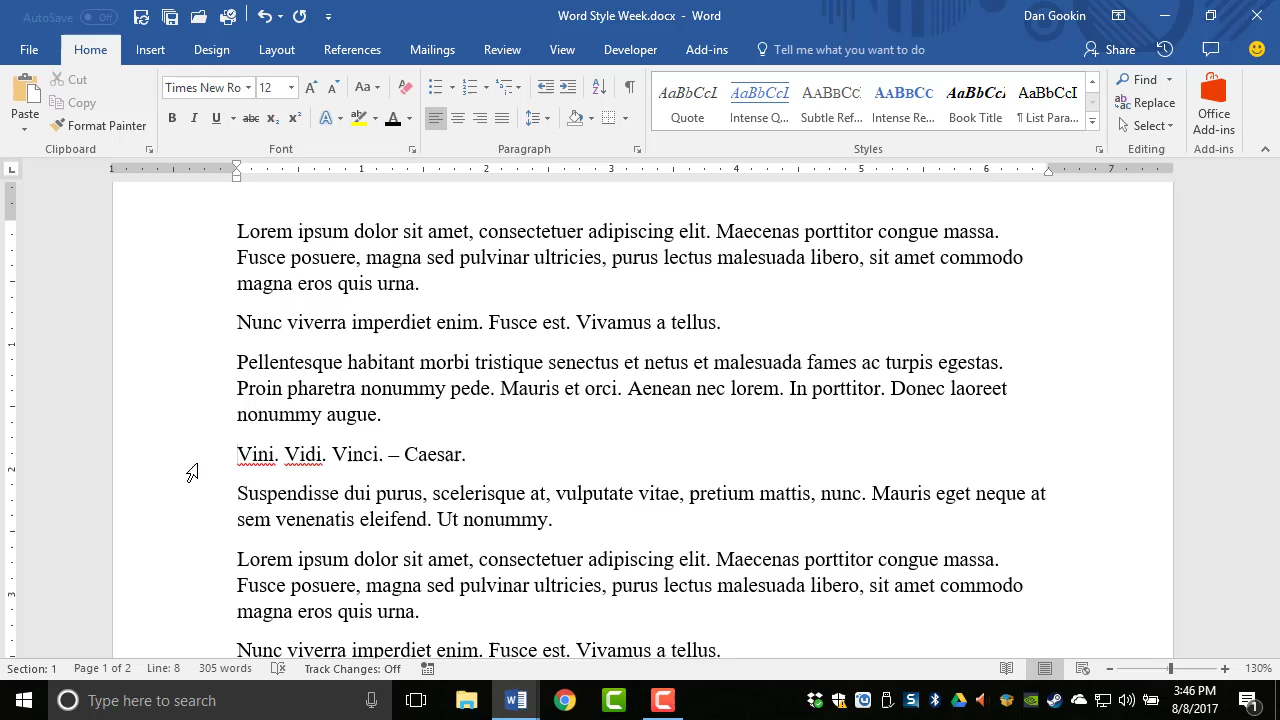 AutoSave Off
Word Style Week.docx - Word
Dan Gookin
File Home Insert Design Layout References Mailings Review View Developer Add-ins Tell me what you want to do Share
Paste
Cut
Copy
Format Painter
Clipboard
Times New Ro 12
Font
Paragraph
AaBbCcI AaBbCcI AABBCC AABBCC AaBbCcI AaBbCcI
Quote Intense Q... Subtle Ref... Intense Re... Book Title ¶ List Para...
Styles
Find
Replace
Select
Editing
Office
Add-ins
Add-ins
1 1 2 3 4 5 6 7
Lorem ipsum dolor sit amet, consectetuer adipiscing elit. Maecenas porttitor congue massa.
Fusce posuere, magna sed pulvinar ultricies, purus lectus malesuada libero, sit amet commodo
magna eros quis urna.
Nunc viverra imperdiet enim. Fusce est. Vivamus a tellus.
Pellentesque habitant morbi tristique senectus et netus et malesuada fames ac turpis egestas.
Proin pharetra nonummy pede. Mauris et orci. Aenean nec lorem. In porttitor. Donec laoreet
nonummy augue.
Vini. Vidi. Vinci. – Caesar.
Suspendisse dui purus, scelerisque at, vulputate vitae, pretium mattis, nunc. Mauris eget neque at
sem venenatis eleifend. Ut nonummy.
Lorem ipsum dolor sit amet, consectetuer adipiscing elit. Maecenas porttitor congue massa.
Fusce posuere, magna sed pulvinar ultricies, purus lectus malesuada libero, sit amet commodo
magna eros quis urna.
Nunc viverra imperdiet enim. Fusce est. Vivamus a tellus.
Section: 1 Page 1 of 2 Line: 8 305 words Track Changes: Off 130%
Type here to search
3:46 PM
8/8/2017